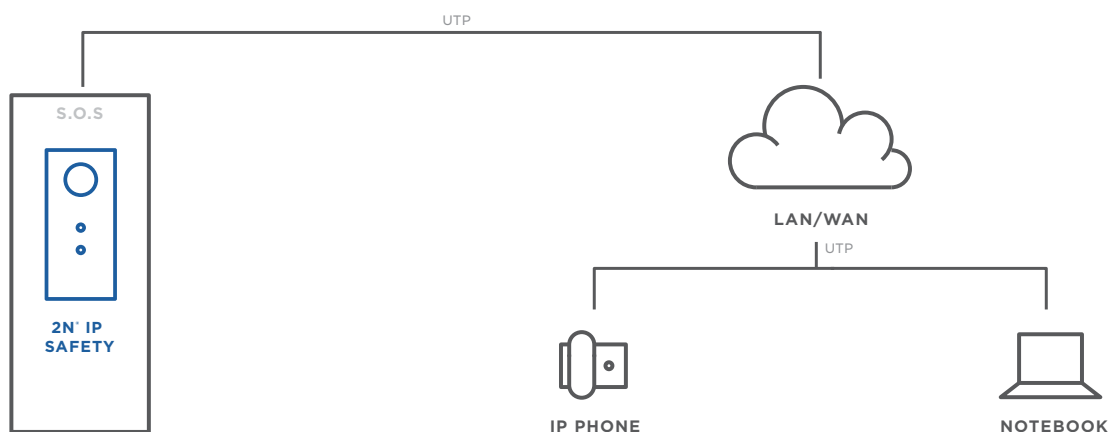 UTP
S.O.S
2N® IP
SAFETY
LAN/WAN
UTP
IP PHONE
NOTEBOOK